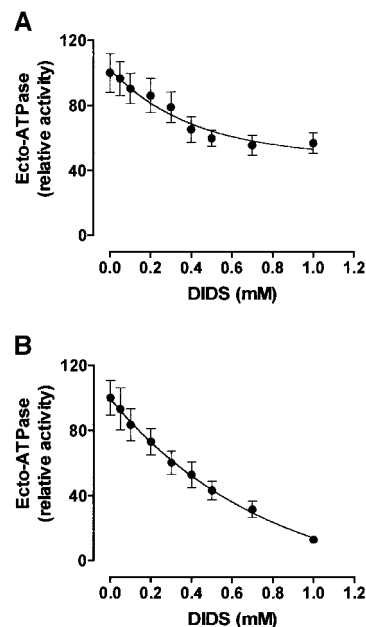 A
Ecto-ATPase
(relative activity)
120
80
40
0
0.0 0.2 0.4 0.6 0.8 1.0 1.2
DIDS (mM)
B
Ecto-ATPase
(relative activity)
120
80
40
0
0.0 0.2 0.4 0.6 0.8 1.0 1.2
DIDS (mM)